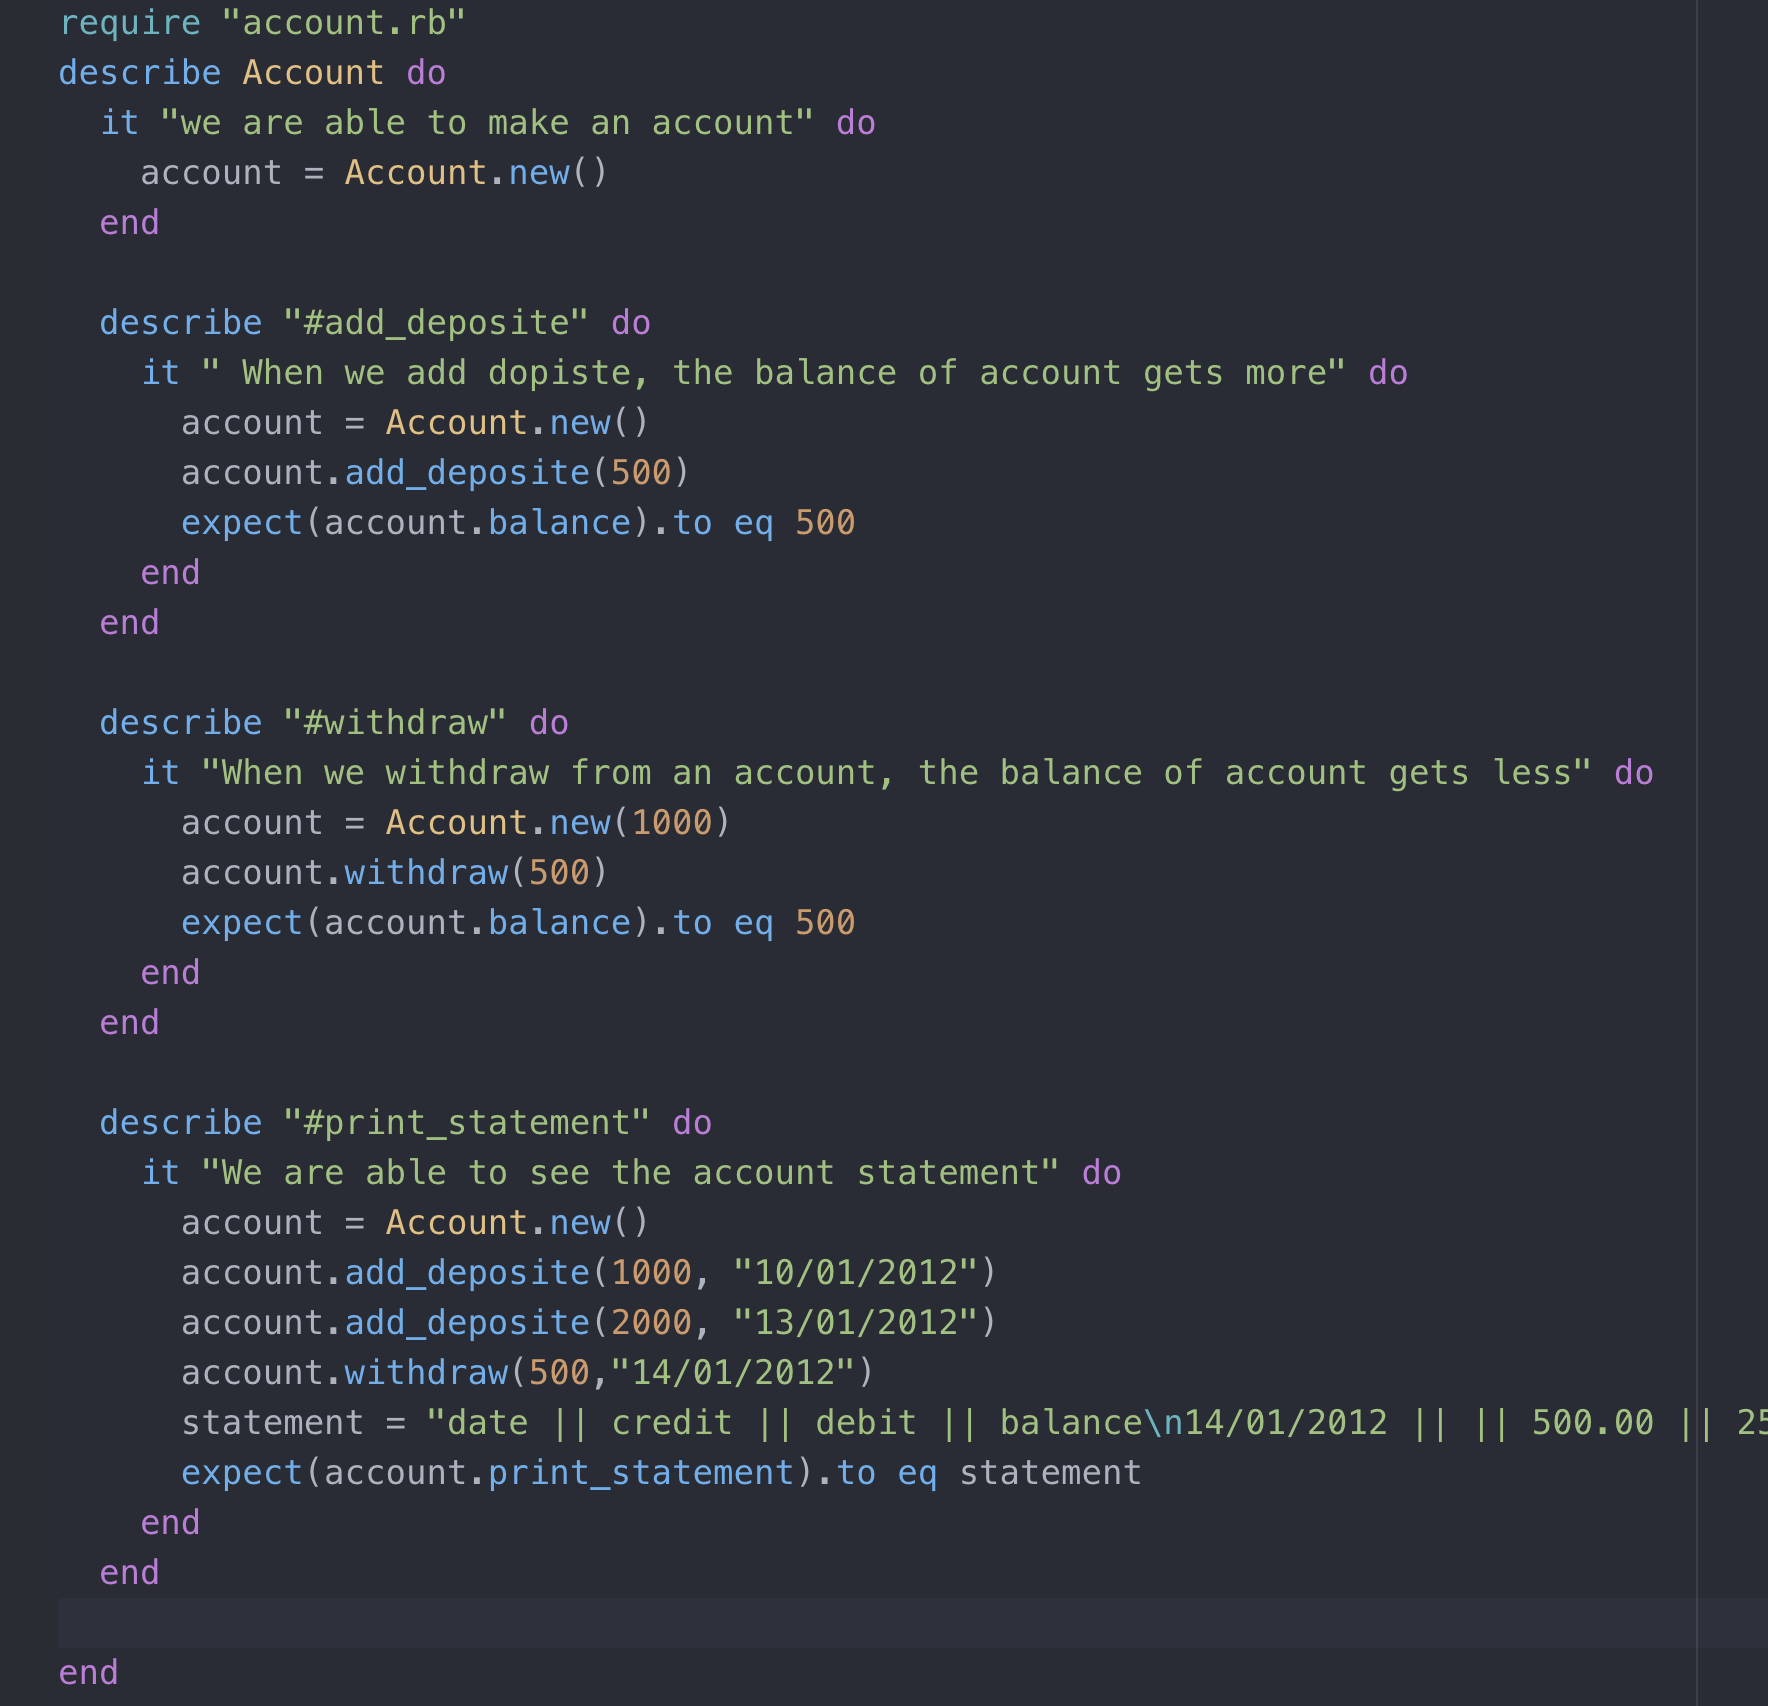 require "account.rb"
describe Account do
  it "we are able to make an account" do
    account = Account.new()
  end

  describe "#add_deposite" do
    it " When we add dopiste, the balance of account gets more" do
      account = Account.new()
      account.add_deposite(500)
      expect(account.balance).to eq 500
    end
  end

  describe "#withdraw" do
    it "When we withdraw from an account, the balance of account gets less" do
      account = Account.new(1000)
      account.withdraw(500)
      expect(account.balance).to eq 500
    end
  end

  describe "#print_statement" do
    it "We are able to see the account statement" do
      account = Account.new()
      account.add_deposite(1000, "10/01/2012")
      account.add_deposite(2000, "13/01/2012")
      account.withdraw(500,"14/01/2012")
      statement = "date || credit || debit || balance\n14/01/2012 || || 500.00 || 25
      expect(account.print_statement).to eq statement
    end
  end

end